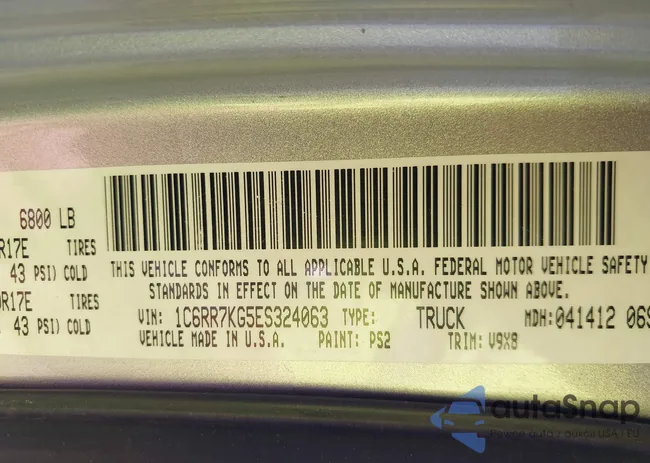 6800 LB
R17E TIRES
43 PSI) COLD
0R17E TIRES
43 PSI) COLD
THIS VEHICLE CONFORMS TO ALL APPLICABLE U.S.A. FEDERAL MOTOR VEHICLE SAFETY
STANDARDS IN EFFECT ON THE DATE OF MANUFACTURE SHOWN ABOVE.
VIN: 1C6RR7KG5ES324063 TYPE: TRUCK MDH:041412 06S
VEHICLE MADE IN U.S.A. PAINT: PS2 TRIM: V9X8
autoSnap